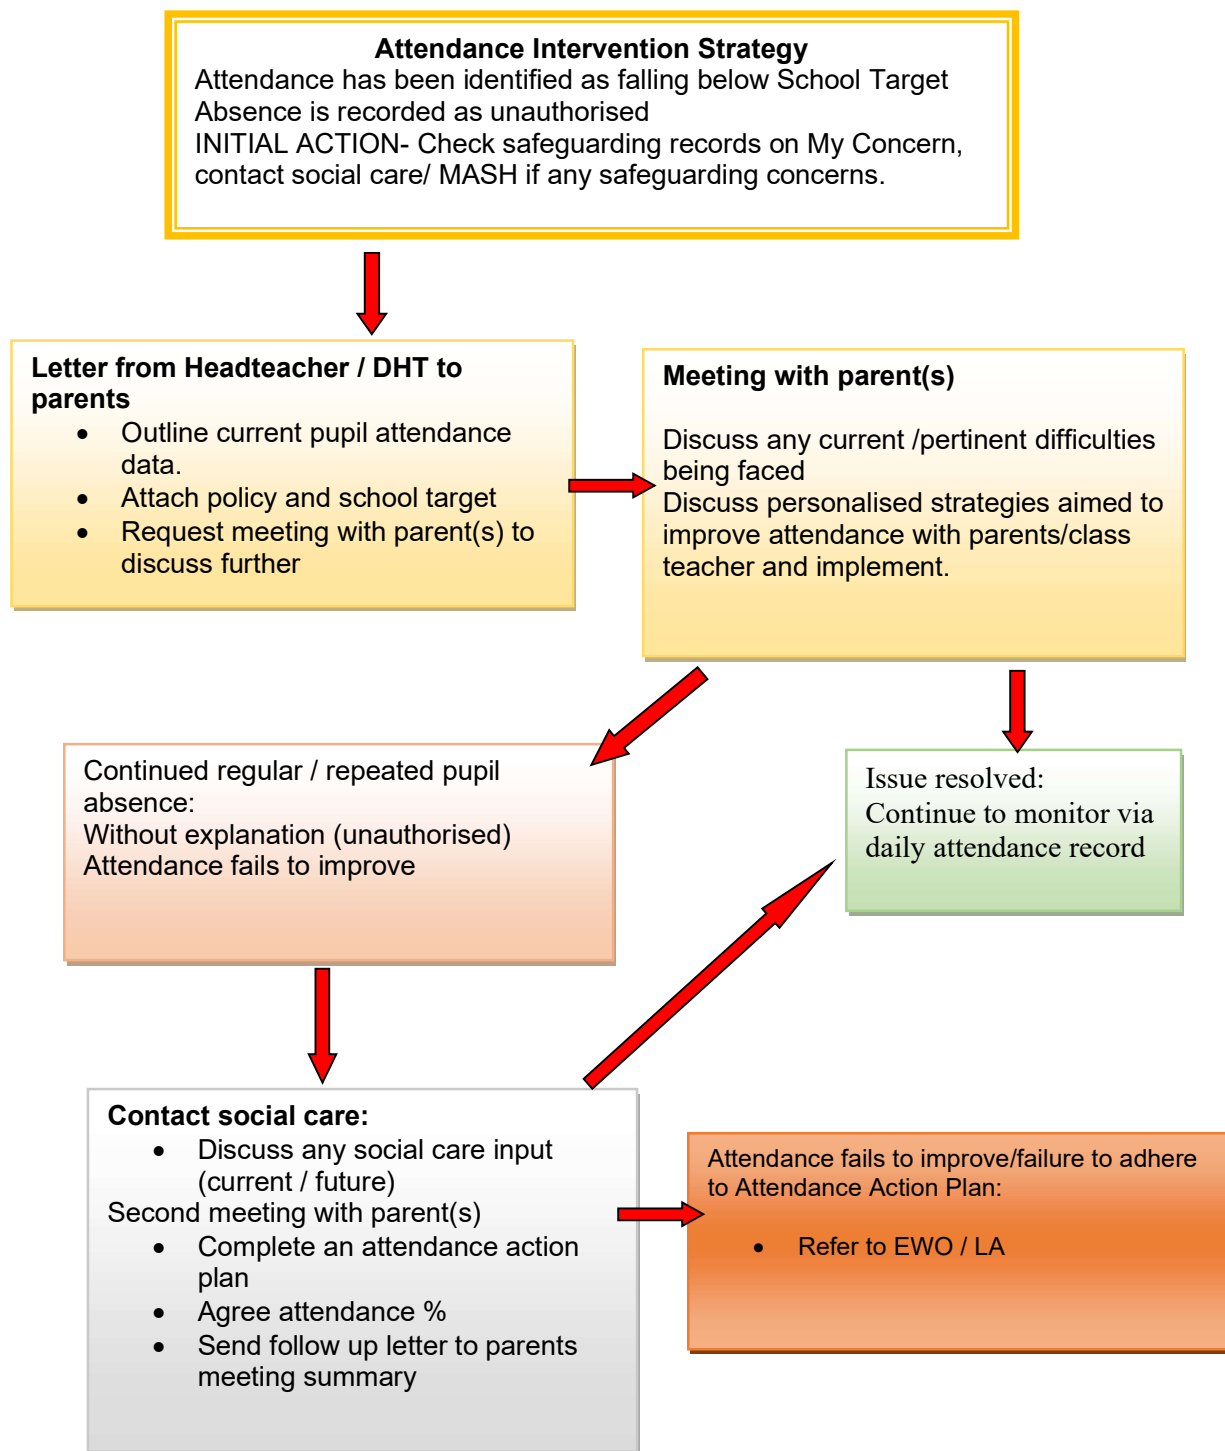 Attendance Intervention Strategy
Attendance has been identified as falling below School Target
Absence is recorded as unauthorised
INITIAL ACTION- Check safeguarding records on My Concern,
contact social care/ MASH if any safeguarding concerns.
Letter from Headteacher / DHT to
parents
• Outline current pupil attendance
data.
• Attach policy and school target
• Request meeting with parent(s) to
discuss further
Meeting with parent(s)
Discuss any current /pertinent difficulties
being faced
Discuss personalised strategies aimed to
improve attendance with parents/class
teacher and implement.
Continued regular / repeated pupil
absence:
Without explanation (unauthorised)
Attendance fails to improve
Issue resolved:
Continue to monitor via
daily attendance record
Contact social care:
• Discuss any social care input
(current / future)
Second meeting with parent(s)
• Complete an attendance action
plan
• Agree attendance %
• Send follow up letter to parents
meeting summary
Attendance fails to improve/failure to adhere
to Attendance Action Plan:
• Refer to EWO / LA